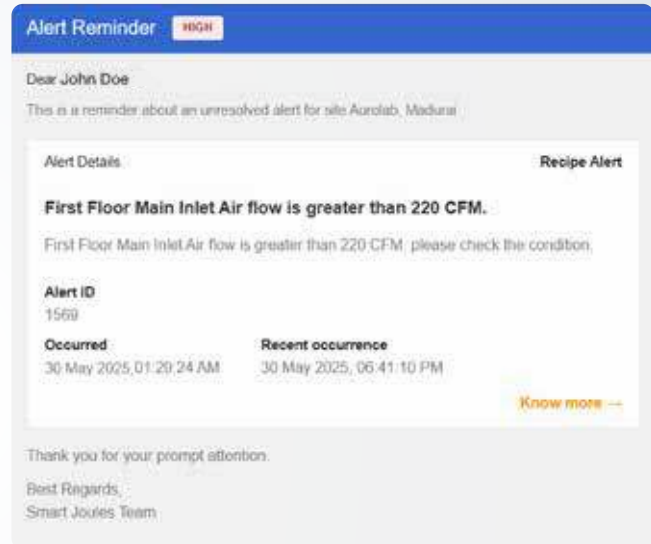 Alert Reminder HIGH
Dear John Doe
This is a reminder about an unresolved alert for site Aurolab, Madurai
Alert Details Recipe Alert
First Floor Main Inlet Air flow is greater than 220 CFM.
First Floor Main Inlet Air flow is greater than 220 CFM please check the condition.
Alert ID
1569
Occurred Recent occurrence
30 May 2025,01:29:24 AM 30 May 2025, 06:41:10 PM
Know more →
Thank you for your prompt attention.
Best Regards,
Smart Joules Team